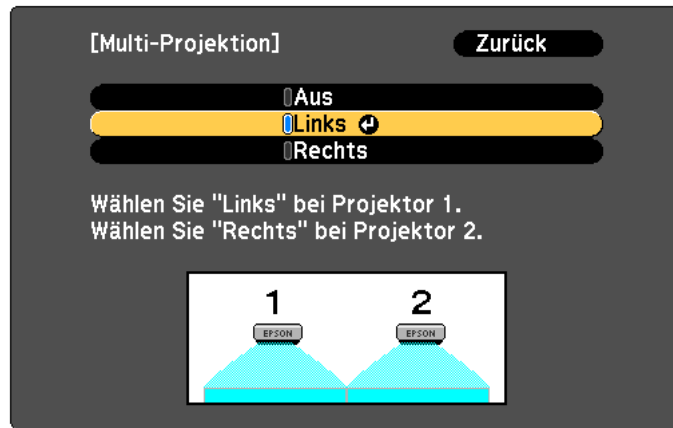 [Multi-Projektion] Zurück
Aus
Links
Rechts
Wählen Sie "Links" bei Projektor 1.
Wählen Sie "Rechts" bei Projektor 2.
1 2
EPSON EPSON